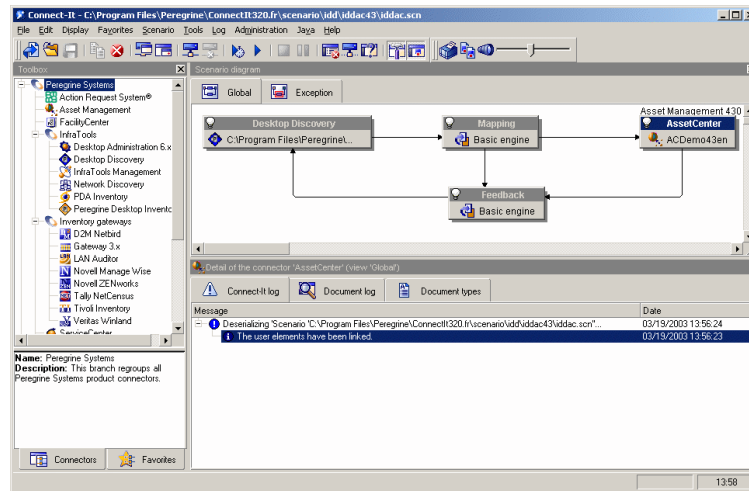 Connect-It - C:\Program Files\Peregrine\ConnectIt320.fr\scenario\idd\iddac43\iddac.scn
File Edit Display Favorites Scenario Tools Log Administration Java Help
Toolbox
Peregrine Systems
Action Request System®
Asset Management
FacilityCenter
InfraTools
Desktop Administration 6.x
Desktop Discovery
InfraTools Management
Network Discovery
PDA Inventory
Peregrine Desktop Inventc
Inventory gateways
D2M Netbird
Gateway 3.x
LAN Auditor
Novell Manage Wise
Novell ZENworks
Tally NetCensus
Tivoli Inventory
Veritas Winland
ServiceCenter
Name: Peregrine Systems
Description: This branch regroups all
Peregrine Systems product connectors.
Connectors Favorites
Scenario diagram
Global Exception
Asset Management 430
Desktop Discovery
C:\Program Files\Peregrine\...
Mapping
Basic engine
AssetCenter
ACDemo43en
Feedback
Basic engine
Detail of the connector 'AssetCenter' (view 'Global')
Connect-It log Document log Document types
Message Date
Deserializing 'Scenario 'C:\Program Files\Peregrine\ConnectIt320.fr\scenario\idd\iddac43\iddac.scn''... 03/19/2003 13:56:24
The user elements have been linked. 03/19/2003 13:56:23
13:58